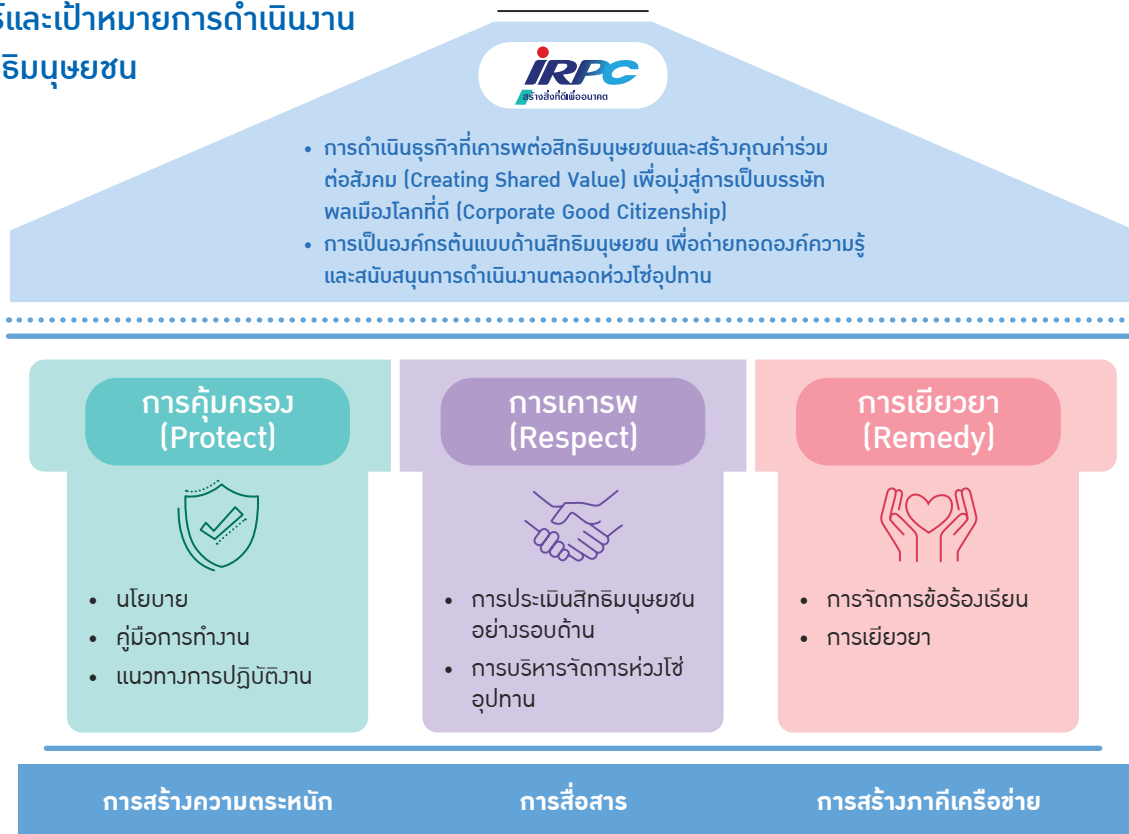 ร์และเป้าหมายการดำเนินงาน
ธิมนุษยชน
iRPC
สร้างสิ่งที่ดีเพื่ออนาคต
• การดำเนินธุรกิจที่เคารพต่อสิทธิมนุษยชนและสร้างคุณค่าร่วม
ต่อสังคม (Creating Shared Value) เพื่อมุ่งสู่การเป็นบรรษัท
พลเมืองโลกที่ดี (Corporate Good Citizenship)
• การเป็นองค์กรต้นแบบด้านสิทธิมนุษยชน เพื่อถ่ายทอดองค์ความรู้
และสนับสนุนการดำเนินงานตลอดห่วงโซ่อุปทาน
การคุ้มครอง
(Protect)
• นโยบาย
• คู่มือการทำงาน
• แนวทางการปฏิบัติงาน
การเคารพ
(Respect)
• การประเมินสิทธิมนุษยชน
อย่างรอบด้าน
• การบริหารจัดการห่วงโซ่
อุปทาน
การเยียวยา
(Remedy)
• การจัดการข้อร้องเรียน
• การเยียวยา
การสร้างความตระหนัก
การสื่อสาร
การสร้างภาคีเครือข่าย